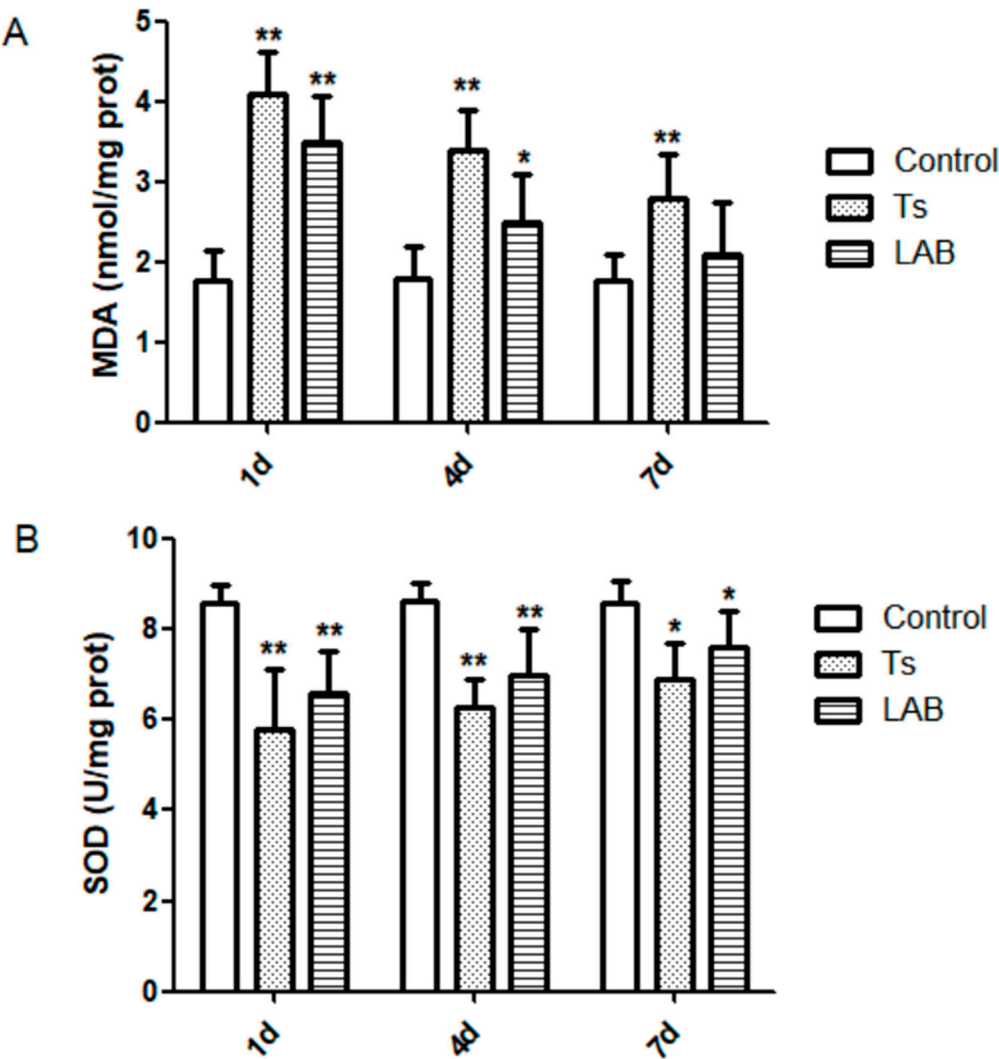 A
MDA (nmol/mg prot)
5
4
3
2
1
0
**
**
**
*
**
1d
4d
7d
Control
Ts
LAB
B
SOD (U/mg prot)
10
8
6
4
2
0
**
**
**
**
*
*
1d
4d
7d
Control
Ts
LAB